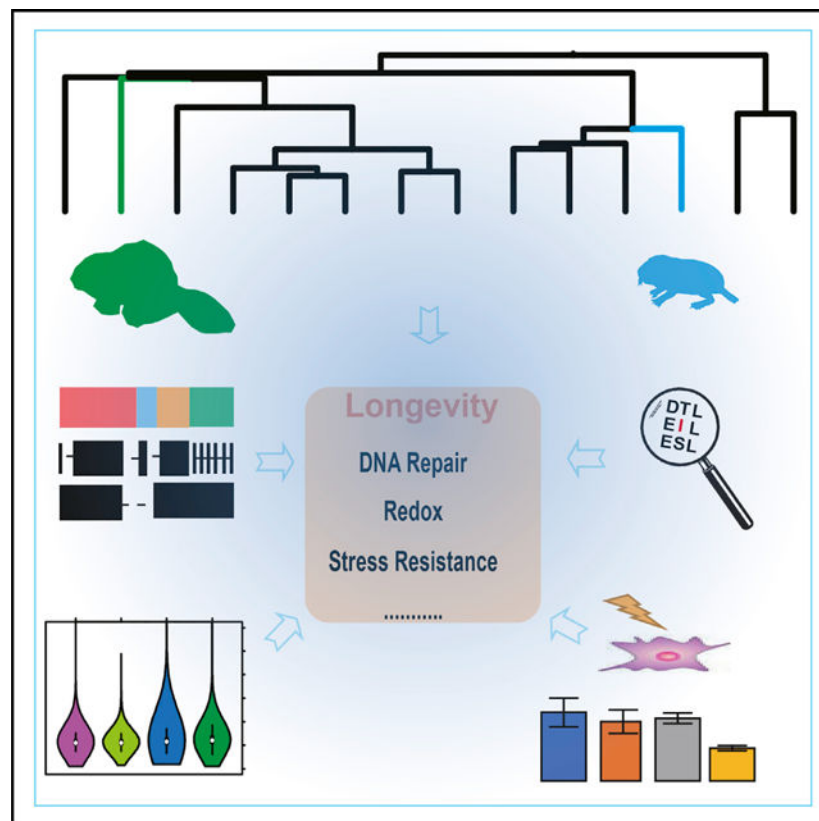 Longevity
DNA Repair
Redox
Stress Resistance
...........
DTL
EIL
ESL